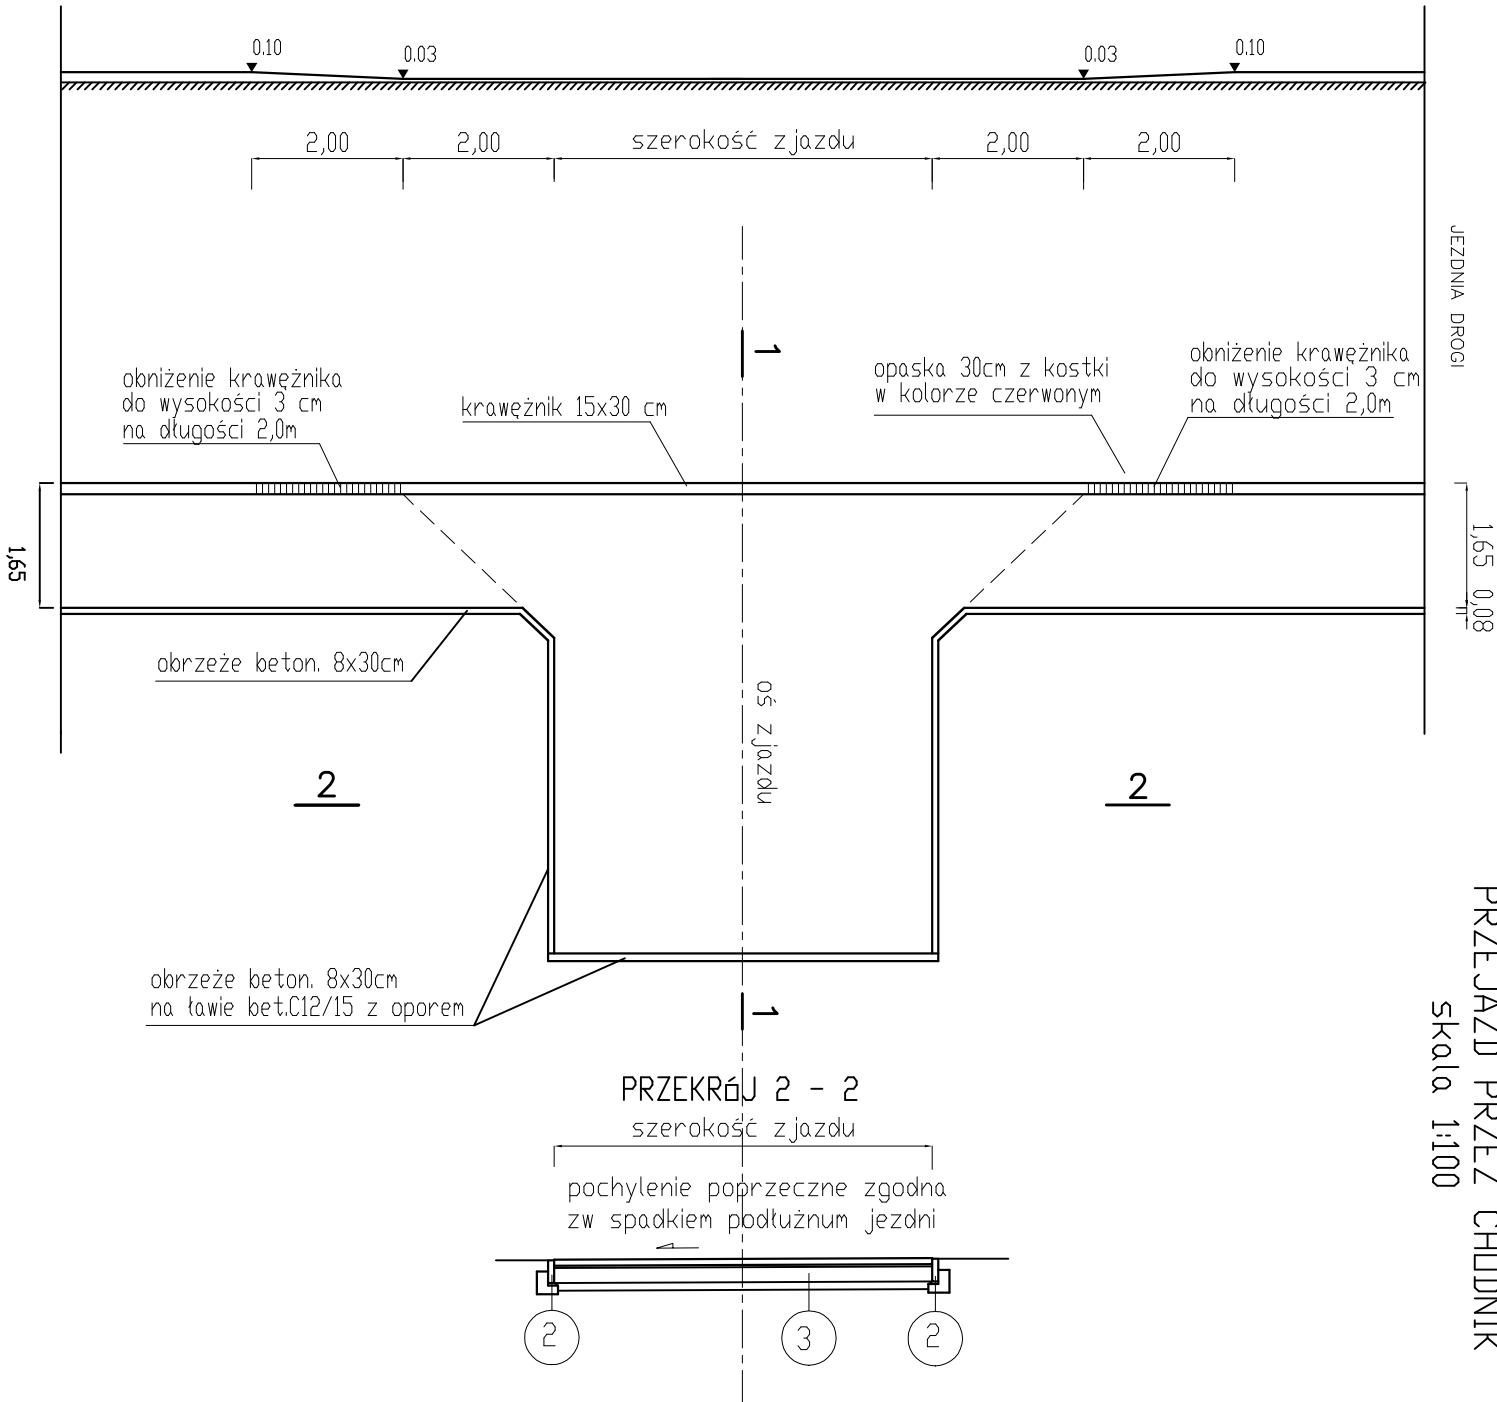 0.10
0.03
0.03
0.10
2,00
2,00
szerokość zjazdu
2,00
2,00
JEZDNIA DROGI
1
obniżenie krawężnika
do wysokości 3 cm
na długości 2,0m
krawężnik 15x30 cm
opaska 30cm z kostki
w kolorze czerwonym
obniżenie krawężnika
do wysokości 3 cm
na długości 2,0m
1,65
1,65 0,08
obrzeże beton. 8x30cm
oś zjazdu
2
2
obrzeże beton. 8x30cm
na ławie bet.C12/15 z oporem
1
PRZEJAZD PRZEZ CHODNIK
skala 1:100
PRZEKRóJ 2 - 2
szerokość zjazdu
pochylenie poprzeczne zgodna
zw spadkiem podłużnum jezdni
2
3
2